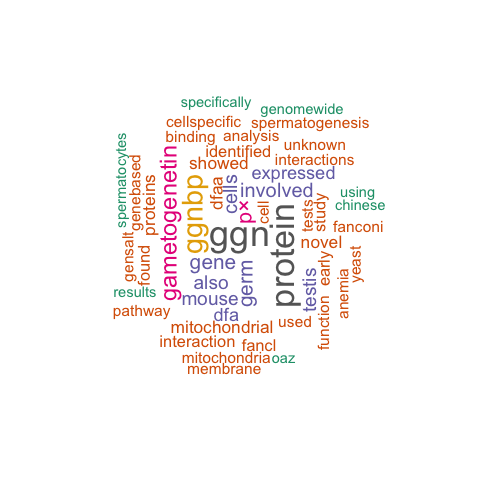 specifically
genomewide
cellspecific
spermatogenesis
binding
analysis
unknown
identified
interactions
showed
expressed
spermatocytes
genebased
proteins
gametogenetin
ggnbp
dfaa
cells
involved
p×
cell
using
chinese
tests
study
fanconi
ggn
protein
novel
gene
germ
also
mouse
dfa
testis
early
yeast
anemia
function
gensalt
found
results
pathway
mitochondrial
used
interaction
fancl
mitochondria
oaz
membrane